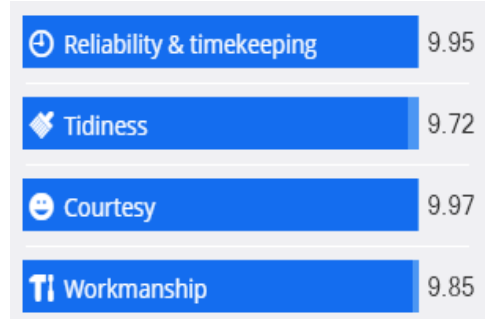 Reliability & timekeeping 9.95
Tidiness 9.72
Courtesy 9.97
Workmanship 9.85